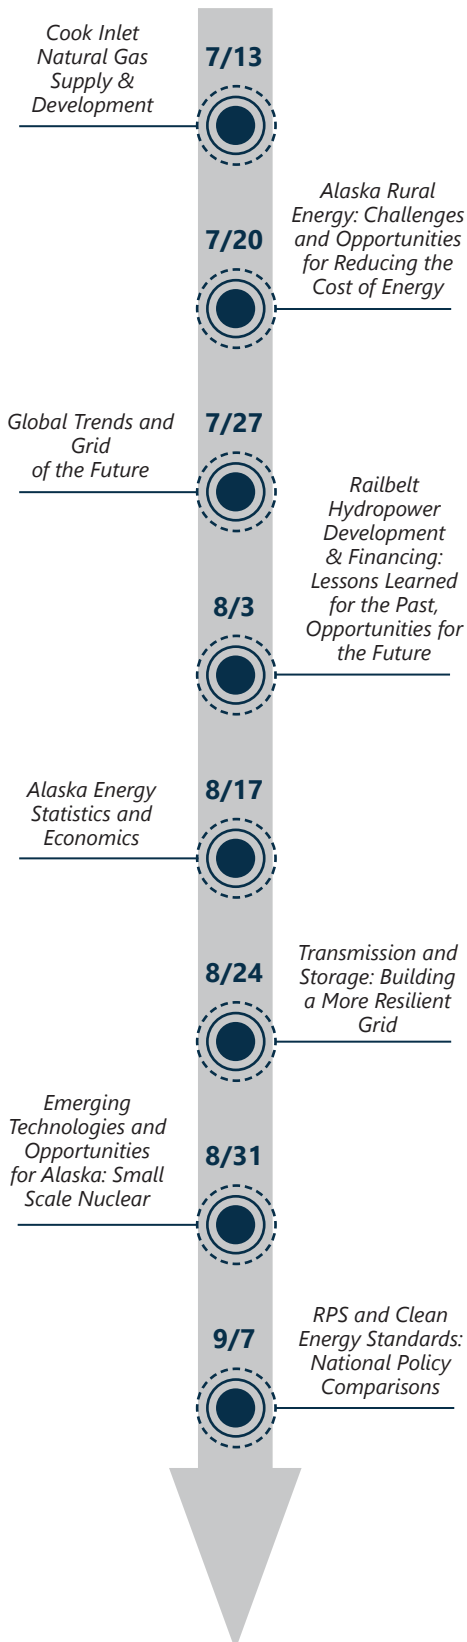 Cook Inlet
Natural Gas
Supply &
Development
7/13
Alaska Rural
Energy: Challenges
and Opportunities
for Reducing the
Cost of Energy
7/20
Global Trends and
Grid
of the Future
7/27
Railbelt
Hydropower
Development
& Financing:
Lessons Learned
for the Past,
Opportunities for
the Future
8/3
Alaska Energy
Statistics and
Economics
8/17
Transmission and
Storage: Building
a More Resilient
Grid
8/24
Emerging
Technologies and
Opportunities
for Alaska: Small
Scale Nuclear
8/31
RPS and Clean
Energy Standards:
National Policy
Comparisons
9/7